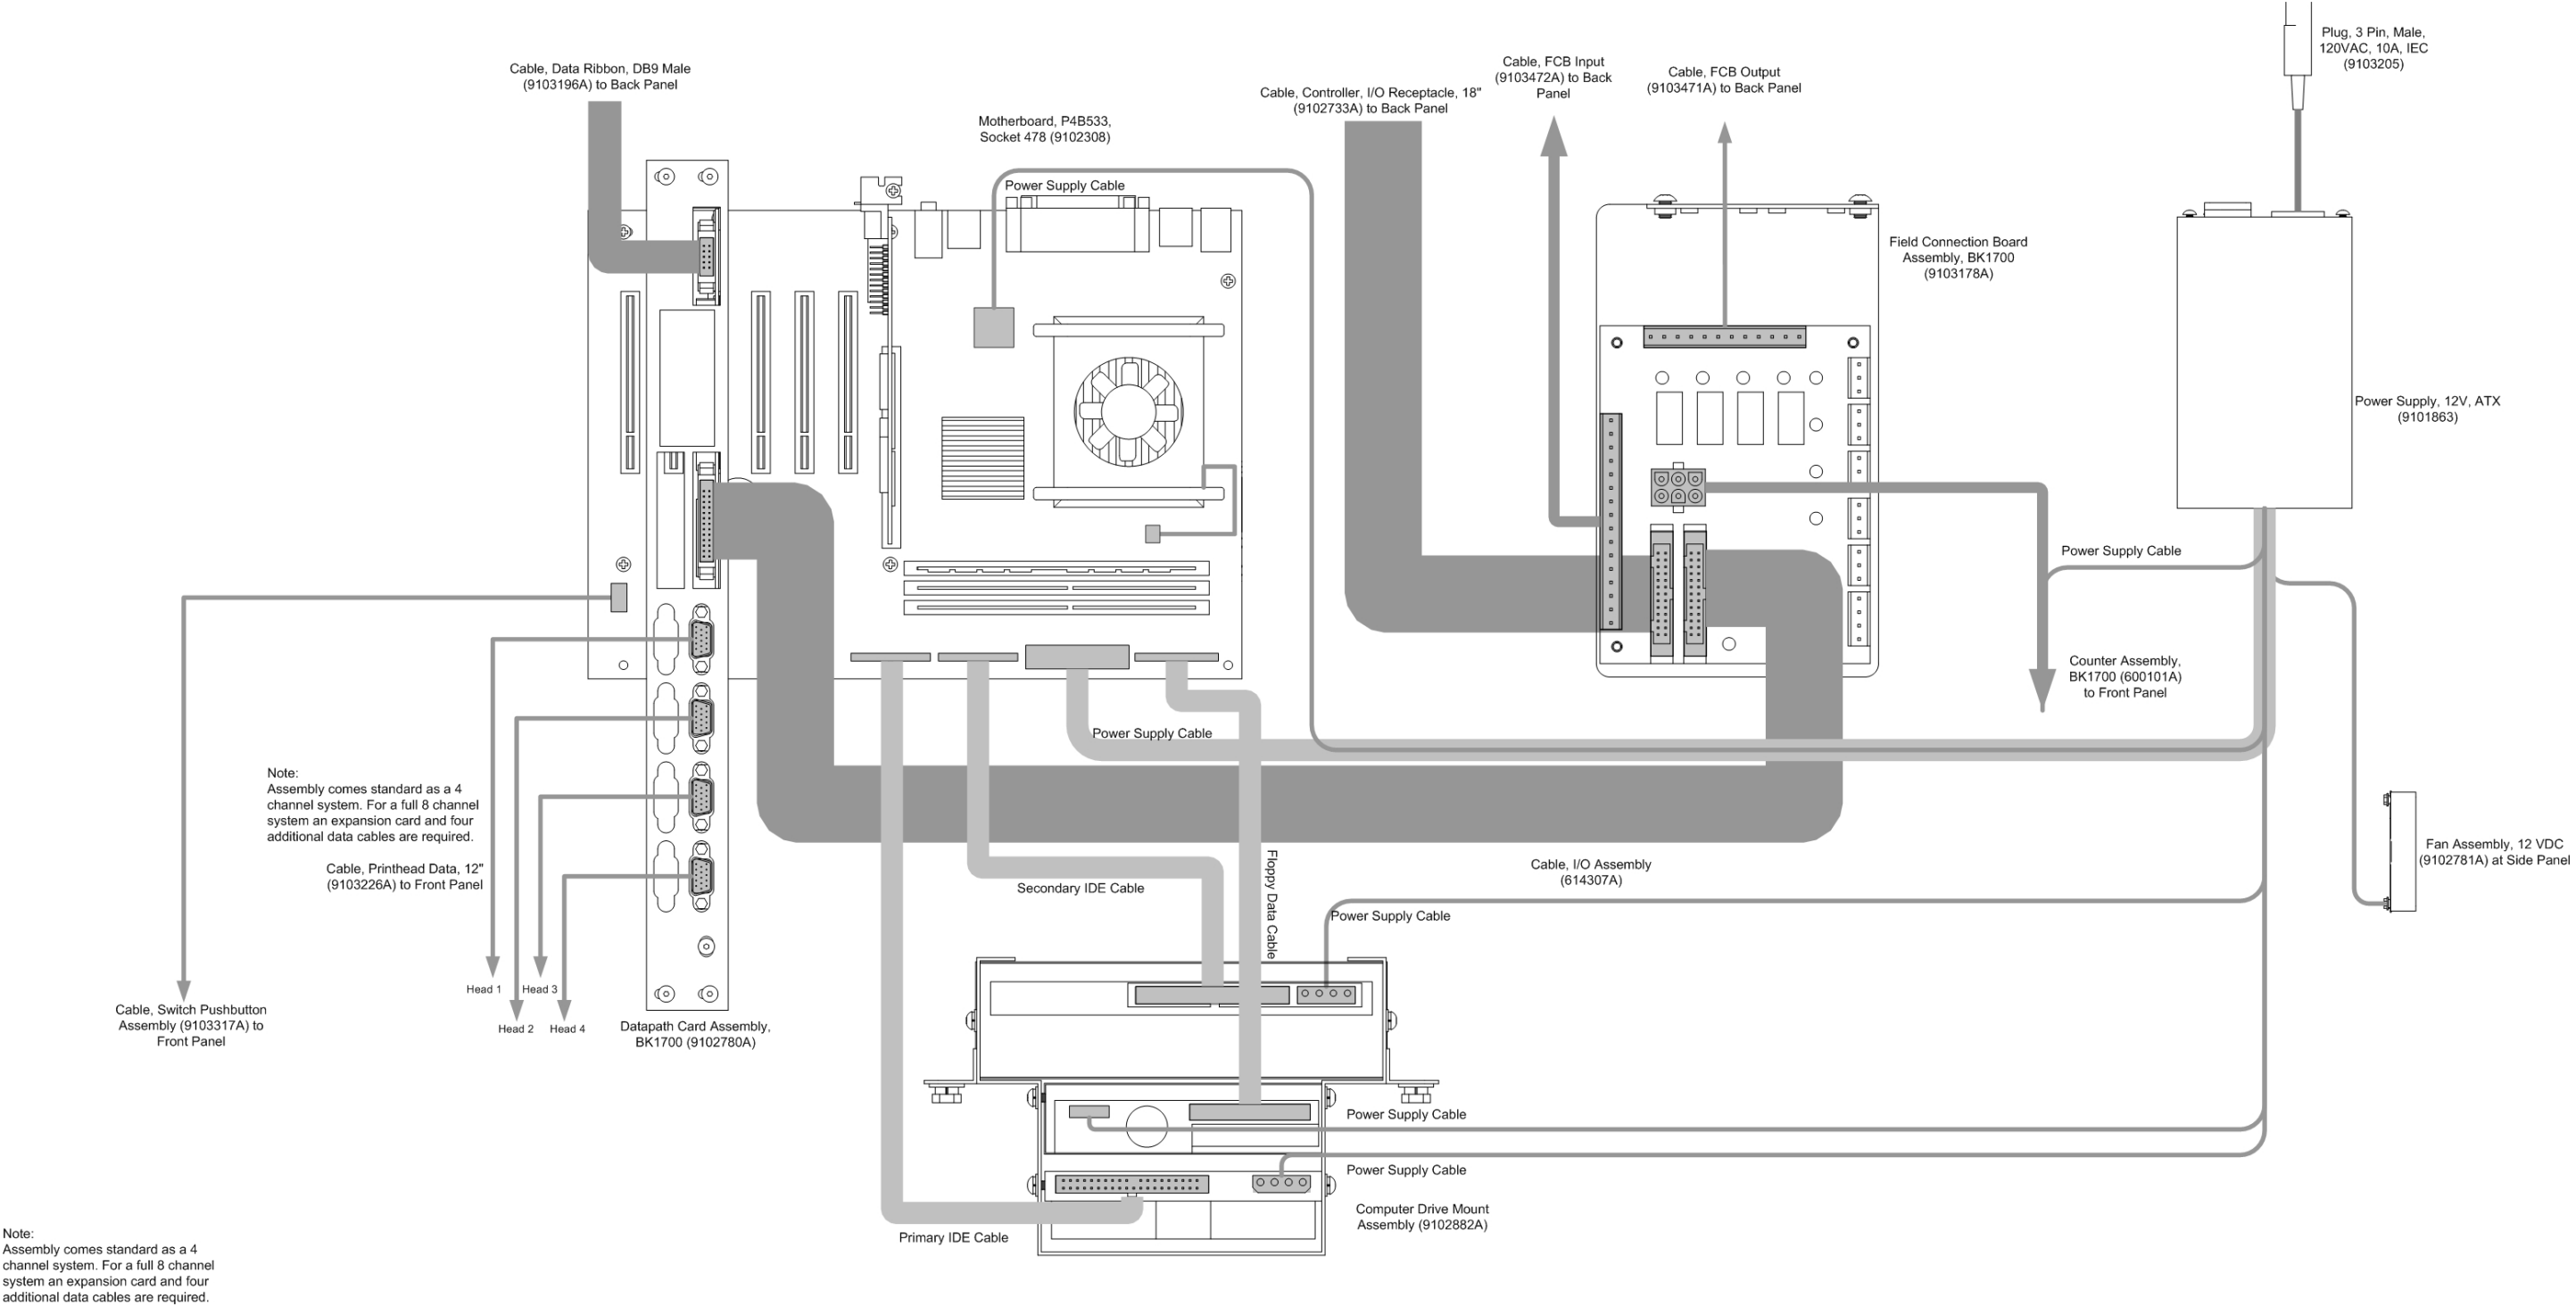 Plug, 3 Pin, Male,
120VAC, 10A, IEC
(9103205)
Cable, Data Ribbon, DB9 Male
(9103196A) to Back Panel
Cable, FCB Input
(9103472A) to Back
Panel
Cable, FCB Output
(9103471A) to Back Panel
Cable, Controller, I/O Receptacle, 18"
(9102733A) to Back Panel
Motherboard, P4B533,
Socket 478 (9102308)
Power Supply Cable
Field Connection Board
Assembly, BK1700
(9103178A)
Power Supply, 12V, ATX
(9101863)
Power Supply Cable
Counter Assembly,
BK1700 (600101A)
to Front Panel
Power Supply Cable
Note:
Assembly comes standard as a 4
channel system. For a full 8 channel
system an expansion card and four
additional data cables are required.
Cable, Printhead Data, 12"
(9103226A) to Front Panel
Secondary IDE Cable
Floppy Data Cable
Cable, I/O Assembly
(614307A)
Power Supply Cable
Fan Assembly, 12 VDC
(9102781A) at Side Panel
Head 1
Head 3
Head 2
Head 4
Cable, Switch Pushbutton
Assembly (9103317A) to
Front Panel
Datapath Card Assembly,
BK1700 (9102780A)
Power Supply Cable
Power Supply Cable
Computer Drive Mount
Assembly (9102882A)
Primary IDE Cable
Note:
Assembly comes standard as a 4
channel system. For a full 8 channel
system an expansion card and four
additional data cables are required.